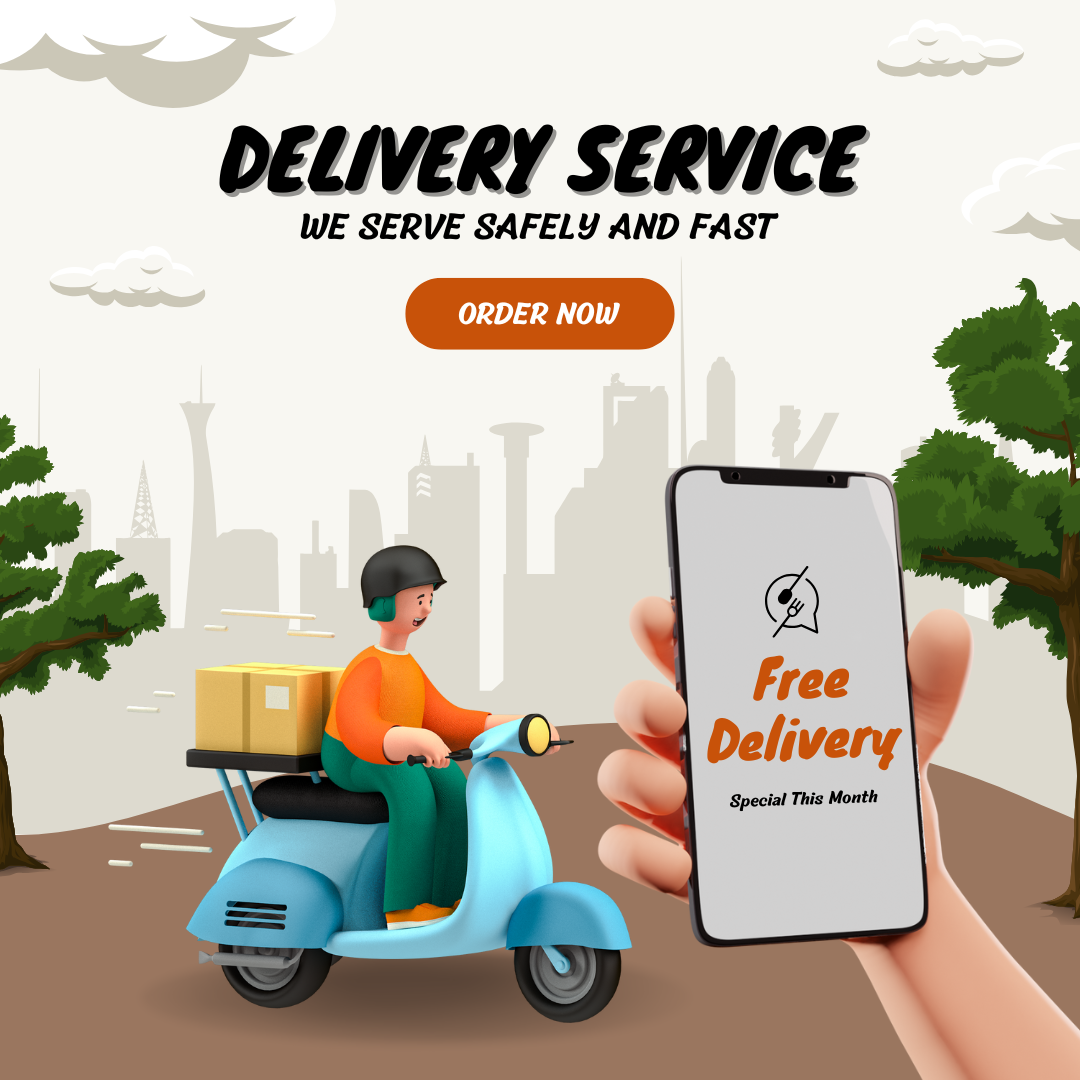 DELIVERY SERVICE
WE SERVE SAFELY AND FAST
ORDER NOW
Free
Delivery
Special This Month